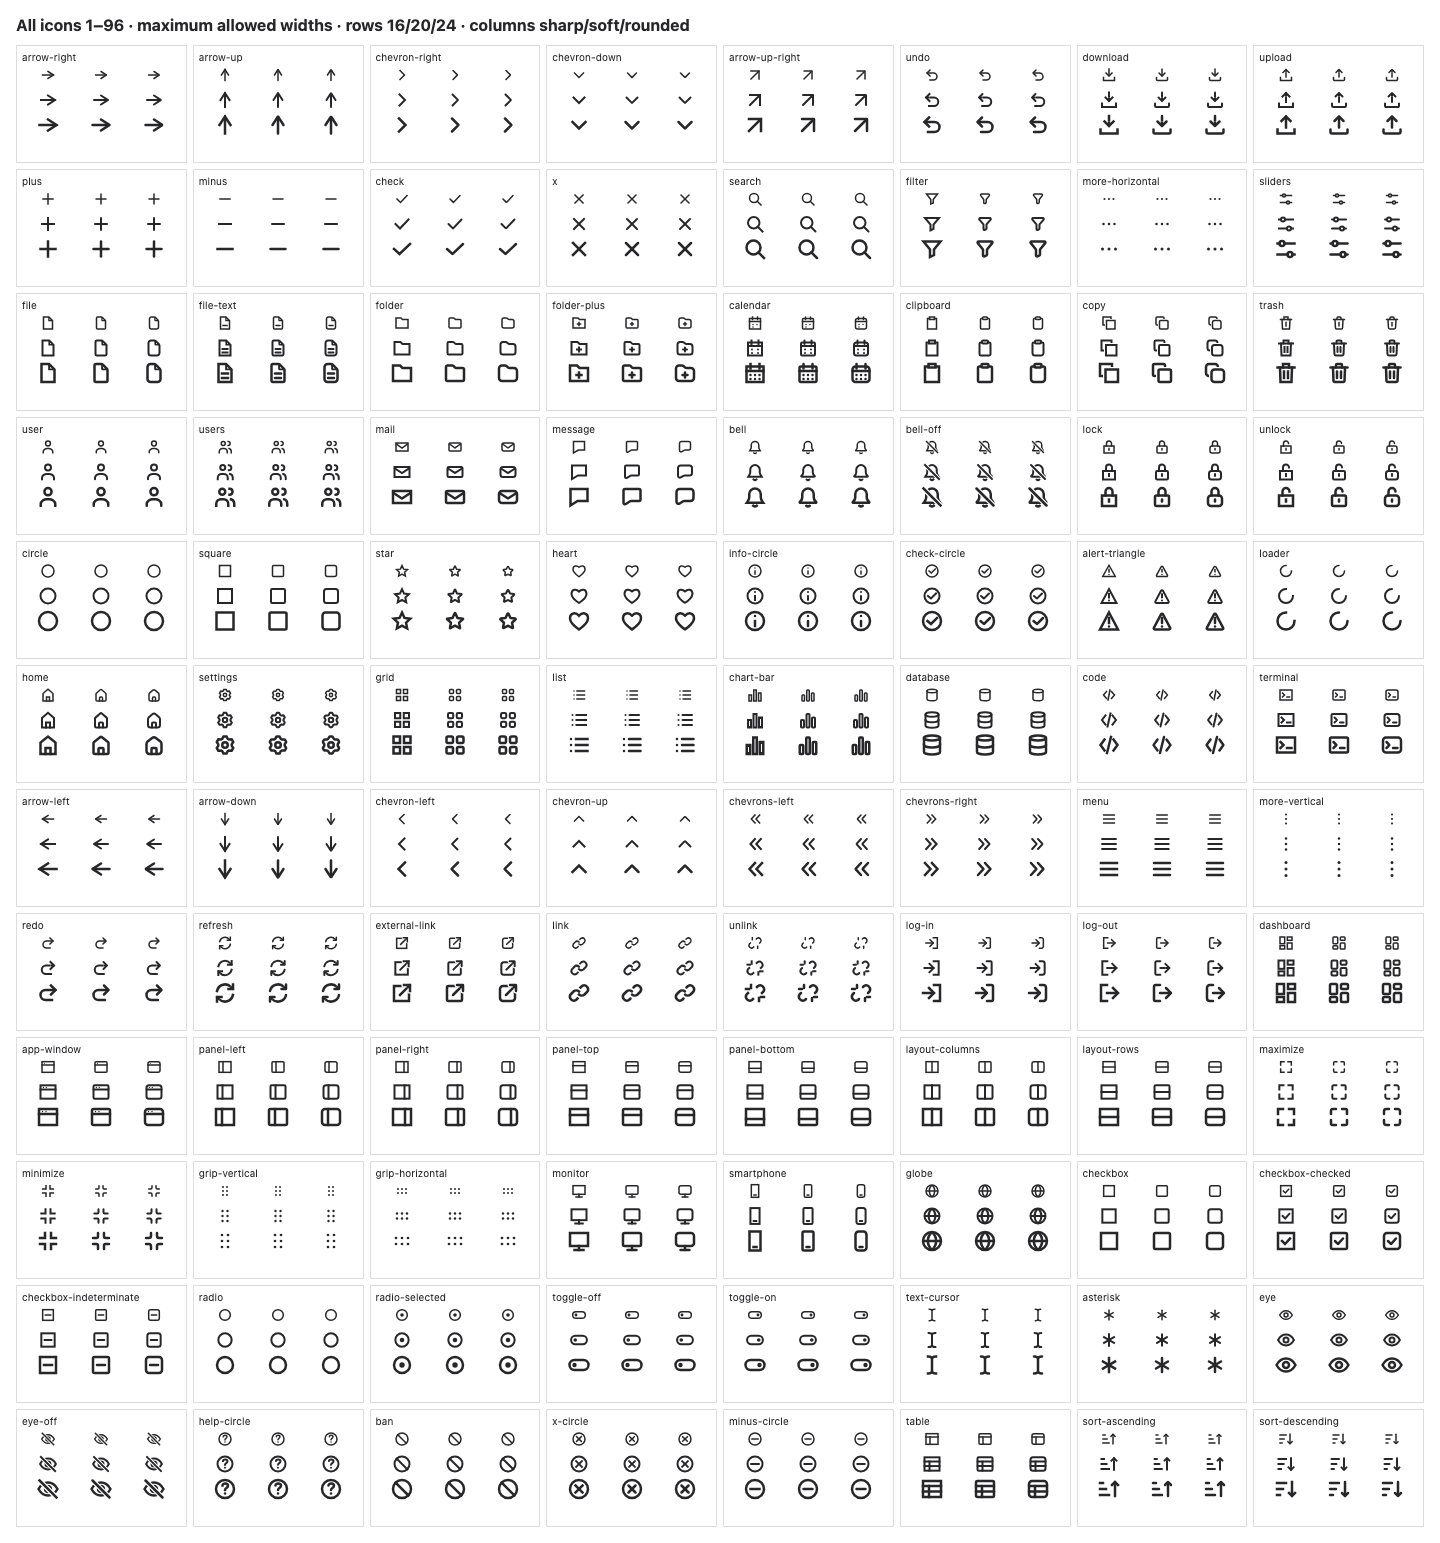 All icons 1–96 · maximum allowed widths · rows 16/20/24 · columns sharp/soft/rounded
arrow-right arrow-up chevron-right chevron-down arrow-up-right undo download upload
plus minus check x search filter more-horizontal sliders
file file-text folder folder-plus calendar clipboard copy trash
user users mail message bell bell-off lock unlock
circle square star heart info-circle check-circle alert-triangle loader
home settings grid list chart-bar database code terminal
arrow-left arrow-down chevron-left chevron-up chevrons-left chevrons-right menu more-vertical
redo refresh external-link link unlink log-in log-out dashboard
app-window panel-left panel-right panel-top panel-bottom layout-columns layout-rows maximize
minimize grip-vertical grip-horizontal monitor smartphone globe checkbox checkbox-checked
checkbox-indeterminate radio radio-selected toggle-off toggle-on text-cursor asterisk eye
eye-off help-circle ban x-circle minus-circle table sort-ascending sort-descending